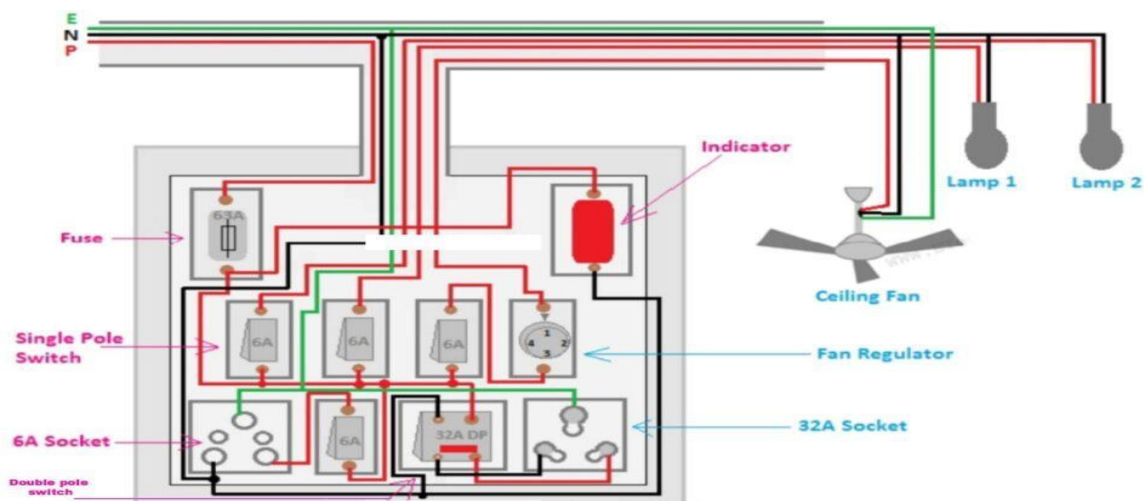 E
N
P
Indicator
Lamp 1
Lamp 2
63A
Fuse
Ceiling Fan
Single Pole
Switch
6A
6A
6A
1
2
3
4
Fan Regulator
6A Socket
6A
32A DP
32A Socket
Double pole
switch